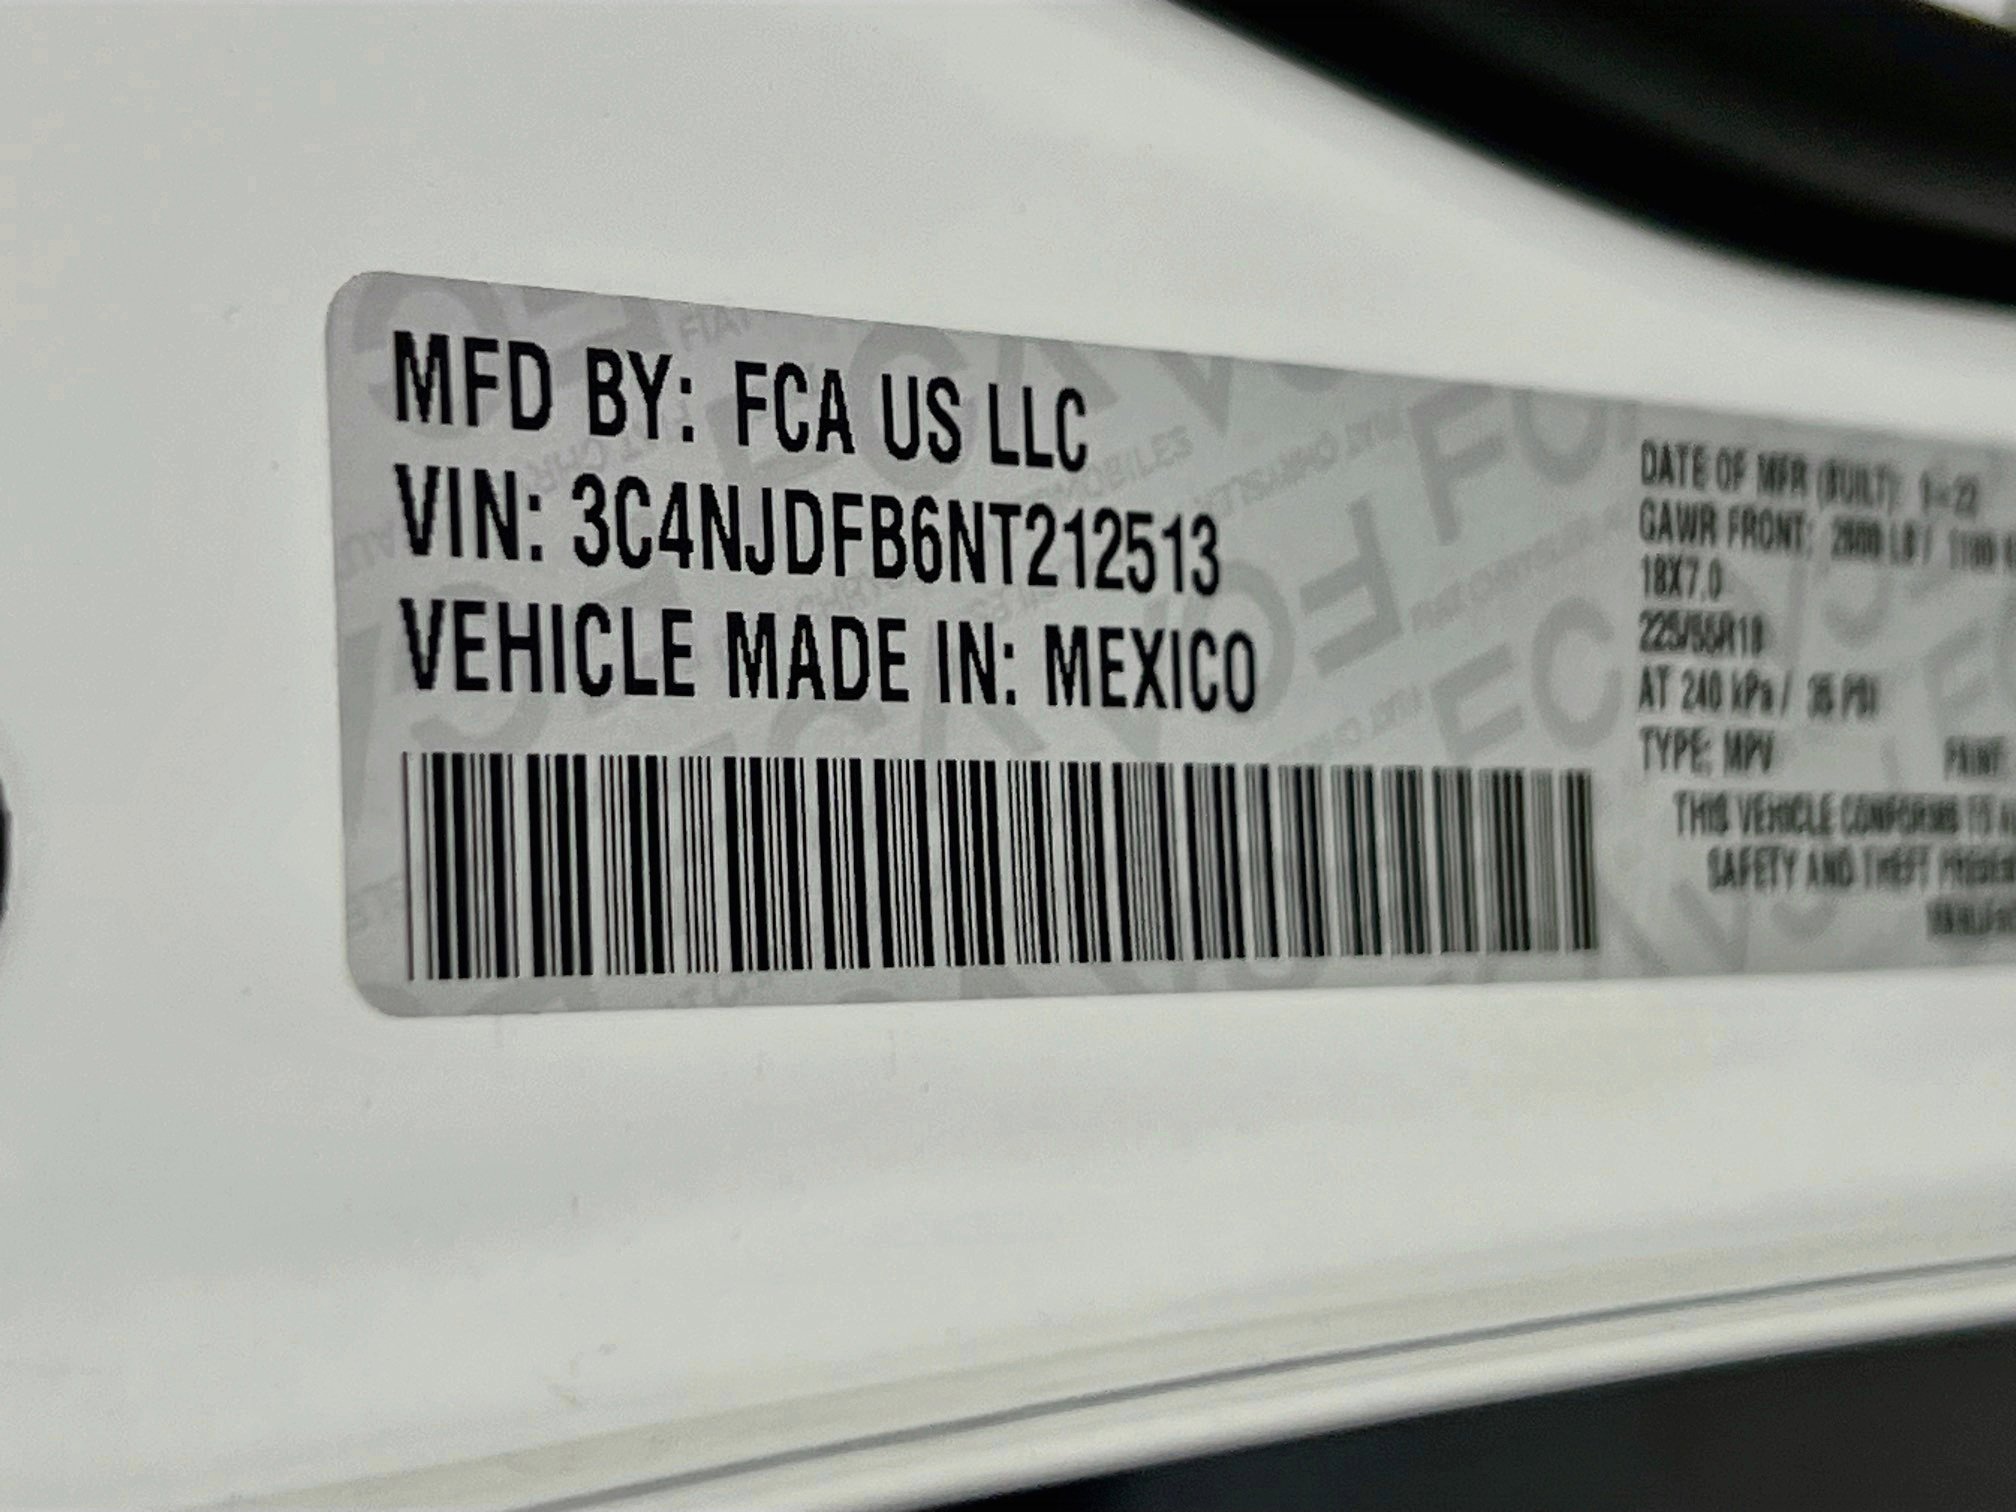 MFD BY: FCA US LLC
VIN: 3C4NJDFB6NT212513
VEHICLE MADE IN: MEXICO
DATE OF MFR (BUILT): 1-22
GAWR FRONT: LB /
18X7.0
225/55R18
AT 240 kPa / 35 PSI
TYPE: MPV
THIS VEHICLE CONFORMS TO
SAFETY AND THEFT